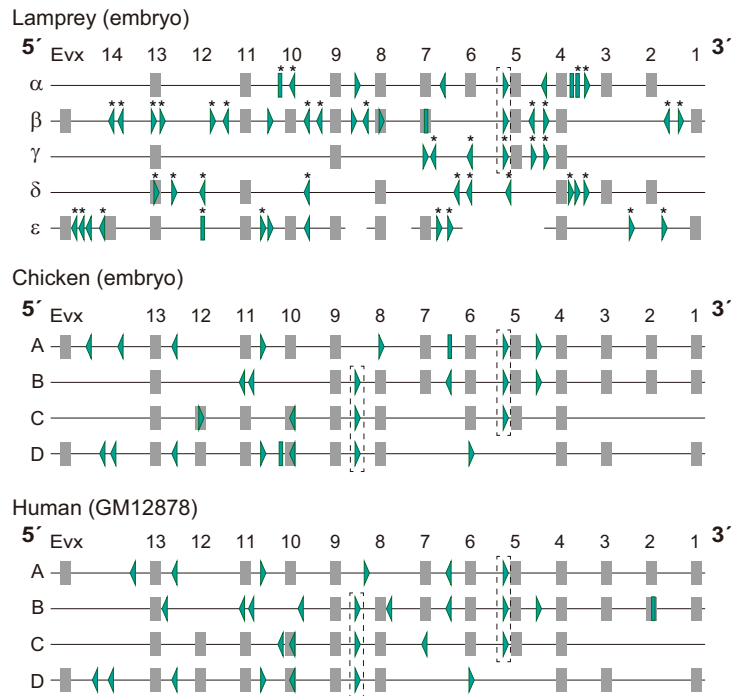 Lamprey (embryo)
5´ Evx 14 13 12 11 10 9 8 7 6 5 4 3 2 1 3´
α * * * *
β * * * * * * * * * * * * *
γ * * * * *
δ * * * * * * * * * *
ε * * * * * * * * *
Chicken (embryo)
5´ Evx 13 12 11 10 9 8 7 6 5 4 3 2 1 3´
A
B
C
D
Human (GM12878)
5´ Evx 13 12 11 10 9 8 7 6 5 4 3 2 1 3´
A
B
C
D